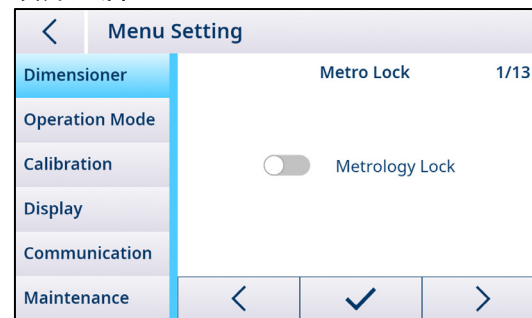 Menu Setting
Dimensioner
Operation Mode
Calibration
Display
Communication
Maintenance
Metro Lock 1/13
Metrology Lock